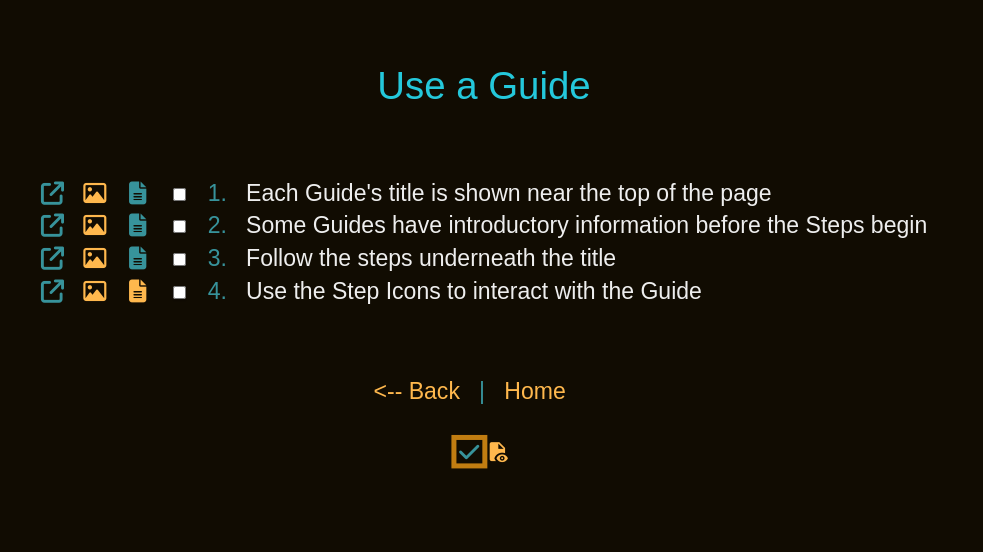 Use a Guide
1. Each Guide's title is shown near the top of the page
2. Some Guides have introductory information before the Steps begin
3. Follow the steps underneath the title
4. Use the Step Icons to interact with the Guide
<-- Back | Home